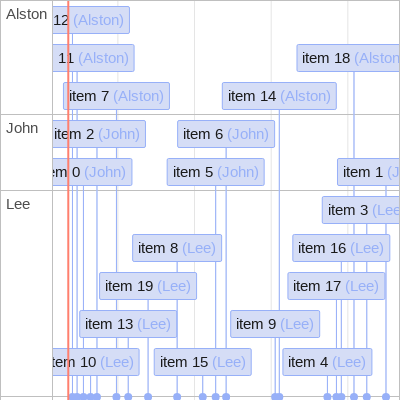 Alston
12 (Alston)
11 (Alston)
item 18 (Alston
item 7 (Alston)
item 14 (Alston)
John
item 2 (John)
item 6 (John)
em 0 (John)
item 5 (John)
item 1 (J
Lee
item 3 (Lee
item 8 (Lee)
item 16 (Lee)
item 19 (Lee)
item 17 (Lee)
item 13 (Lee)
item 9 (Lee)
item 10 (Lee)
item 15 (Lee)
item 4 (Lee)